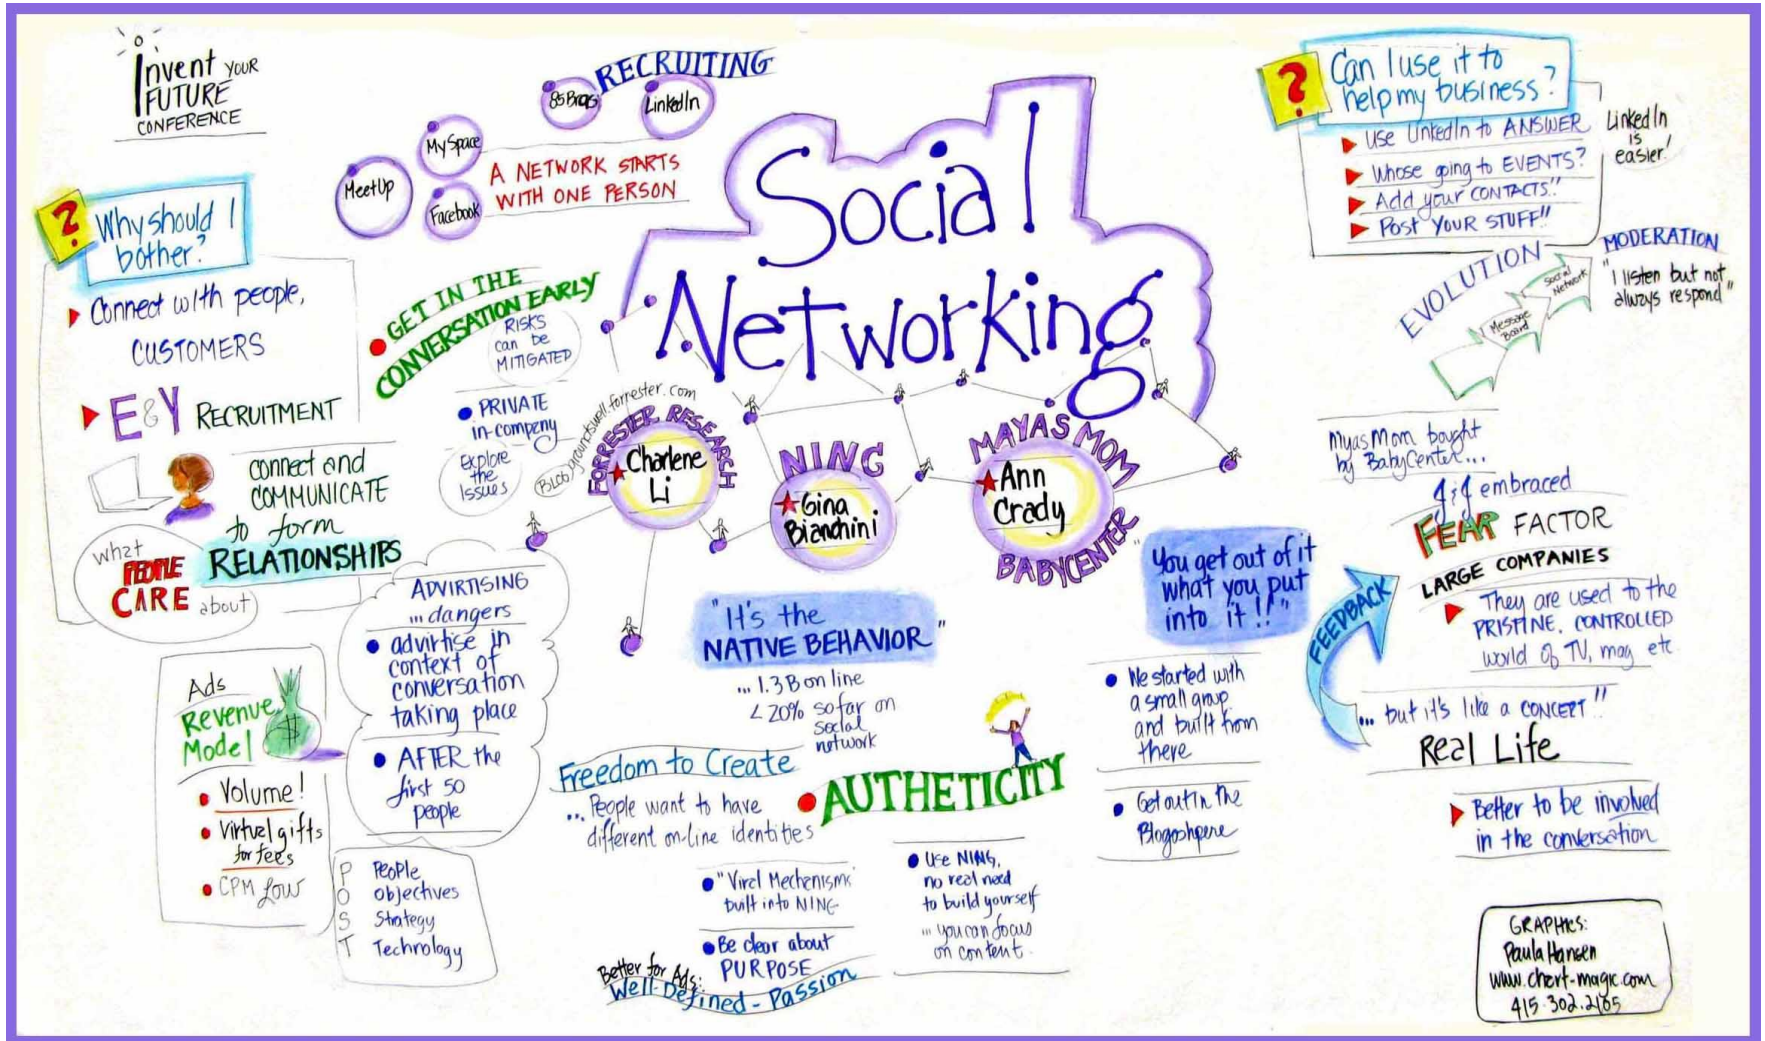 invent YOUR
FUTURE
CONFERENCE
RECRUITING
85Broads
LinkedIn
MySpace
MeetUp
Facebook
A NETWORK STARTS
WITH ONE PERSON
Social
Networking
?
Why should I
bother?
Connect with people,
CUSTOMERS
E&Y RECRUITMENT
connect and
COMMUNICATE
to form
RELATIONSHIPS
what
PEOPLE
CARE
about
GET IN THE
CONVERSATION EARLY
RISKS
can be
MITIGATED
PRIVATE
in-company
Explore
the
Issues
BLOG groundswell.forrester.com
FORRESTER RESEARCH
Charlene
Li
NING
Gina
Bianchini
MAYAS MOM
Ann
Crady
BABYCENTER
ADVIRTISING
... dangers
advirtise in
context of
conversation
taking place
AFTER the
first 50
people
Ads
Revenue
Model
$
Volume!
Virtual gifts
for fees
CPM Low
P People
O objectives
S Strategy
T Technology
"It's the
NATIVE BEHAVIOR"
... 1.3B on line
< 20% so far on
social
network
Freedom to Create
... People want to have
different on-line identities
AUTHETICITY
"Viral Mechanisms
built into NING
Be clear about
PURPOSE
Better for Ads:
Well-Defined - Passion
Use NING,
no real need
to build yourself
... you can focus
on content.
"You get out of it
what you put
into it!!"
We started with
a small group
and built from
there
Get out in the
Blogoshpere
?
Can I use it to
help my business?
Use LinkedIn to ANSWER
Whose going to EVENTS?
Add your CONTACTS!!
Post YOUR STUFF!!
LinkedIn
is
easier!
EVOLUTION
Message
Board
Social
Network
MODERATION
"I listen but not
always respond"
Myas Mom bought
by BabyCenter...
J&J embraced
FEAR FACTOR
LARGE COMPANIES
They are used to the
PRISTINE, CONTROLLED
world of TV, mag etc.
FEEDBACK
... but it's like a CONCEPT!!
Real Life
Better to be involved
in the conversation
GRAPHICS:
Paula Hansen
www.chart-magic.com
415.302.2105